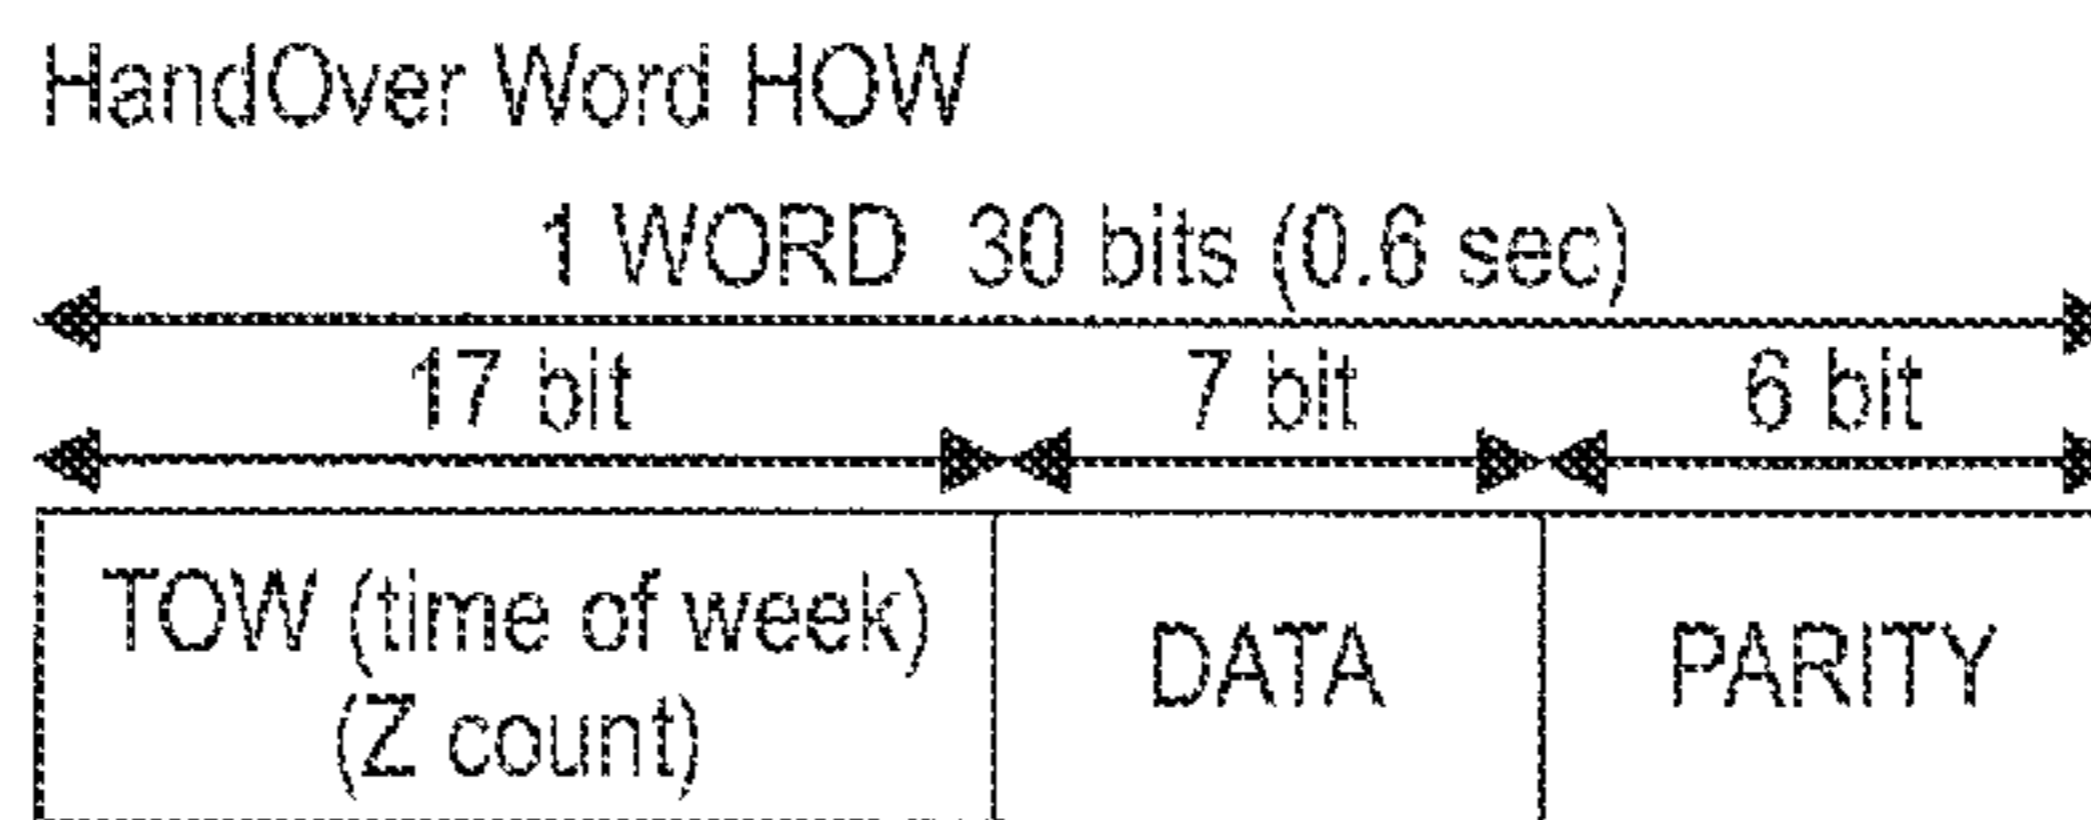 HandOver Word HOW
1 WORD 30 bits (0.6 sec)
17 bit 7 bit 6 bit
TOW (time of week)
(Z count)
DATA
PARITY